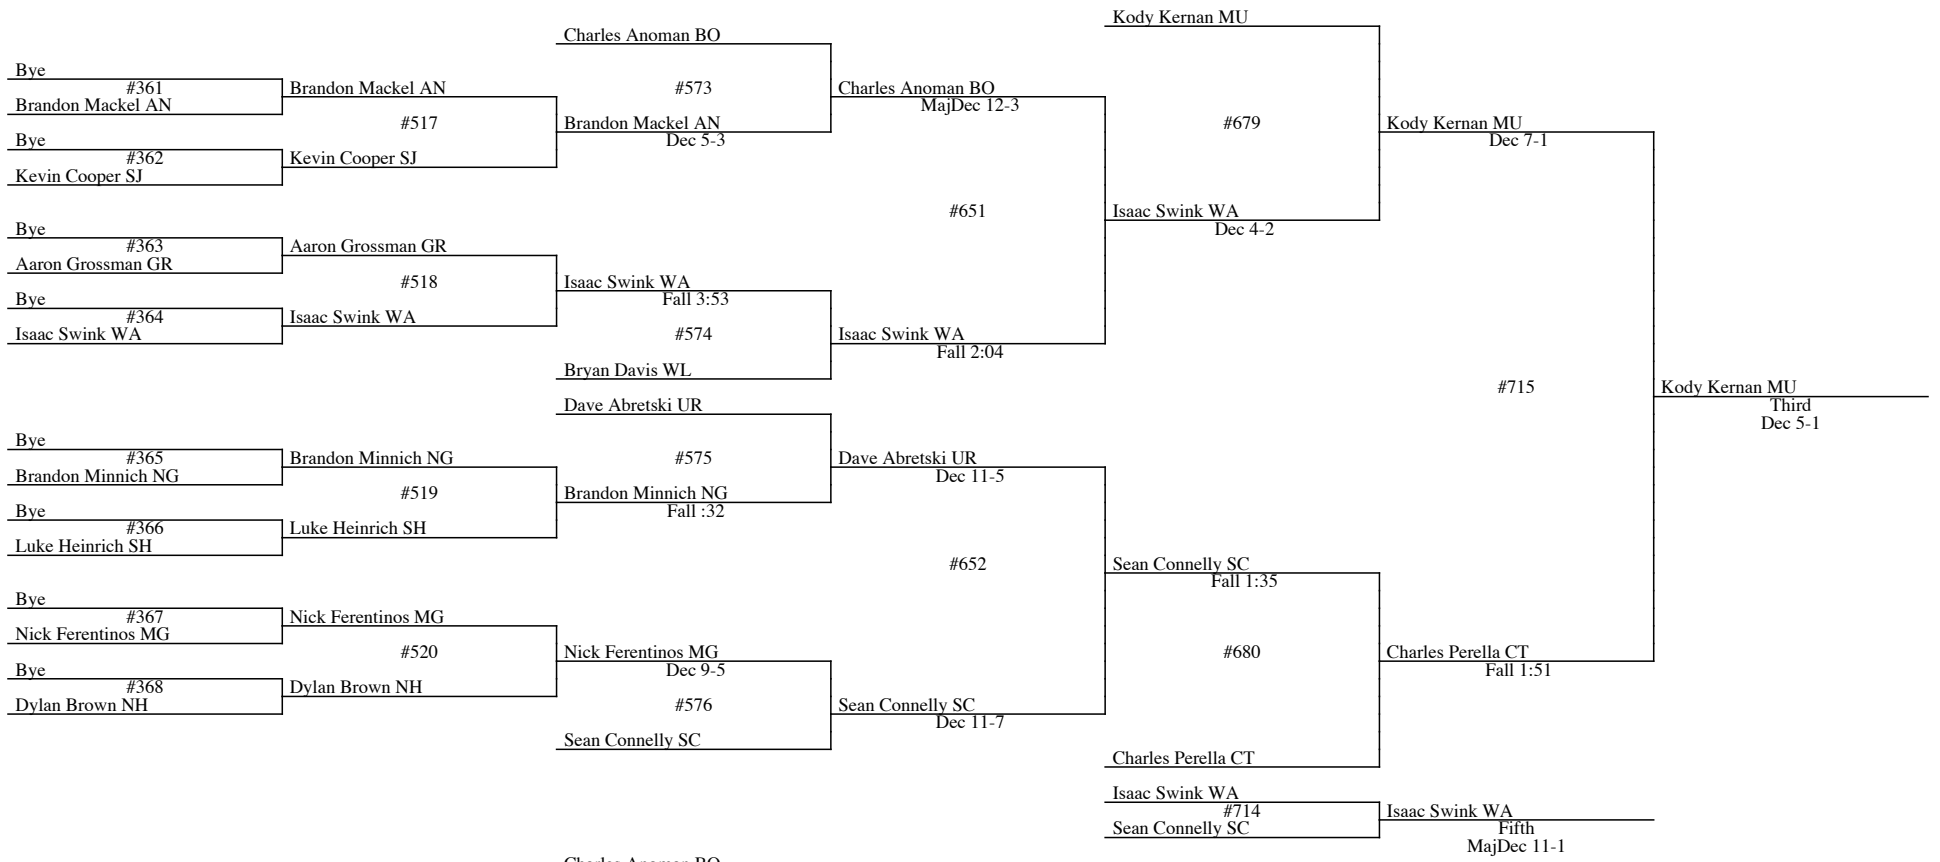 Kody Kernan MU
Charles Anoman BO
Bye
#361
Brandon Mackel AN
Brandon Mackel AN
#573
Charles Anoman BO
MajDec 12-3
#517
Brandon Mackel AN
Dec 5-3
#679
Kody Kernan MU
Dec 7-1
Bye
#362
Kevin Cooper SJ
Kevin Cooper SJ
#651
Isaac Swink WA
Dec 4-2
Bye
#363
Aaron Grossman GR
Aaron Grossman GR
#518
Isaac Swink WA
Fall 3:53
Bye
#364
Isaac Swink WA
Isaac Swink WA
#574
Isaac Swink WA
Fall 2:04
Bryan Davis WL
#715
Kody Kernan MU
Third
Dec 5-1
Dave Abretski UR
Bye
#365
Brandon Minnich NG
Brandon Minnich NG
#575
Dave Abretski UR
Dec 11-5
#519
Brandon Minnich NG
Fall :32
Bye
#366
Luke Heinrich SH
Luke Heinrich SH
#652
Sean Connelly SC
Fall 1:35
Bye
#367
Nick Ferentinos MG
Nick Ferentinos MG
#520
Nick Ferentinos MG
Dec 9-5
#680
Charles Perella CT
Fall 1:51
Bye
#368
Dylan Brown NH
Dylan Brown NH
#576
Sean Connelly SC
Dec 11-7
Sean Connelly SC
Charles Perella CT
Isaac Swink WA
#714
Sean Connelly SC
Isaac Swink WA
Fifth
MajDec 11-1
Charles Anoman BO